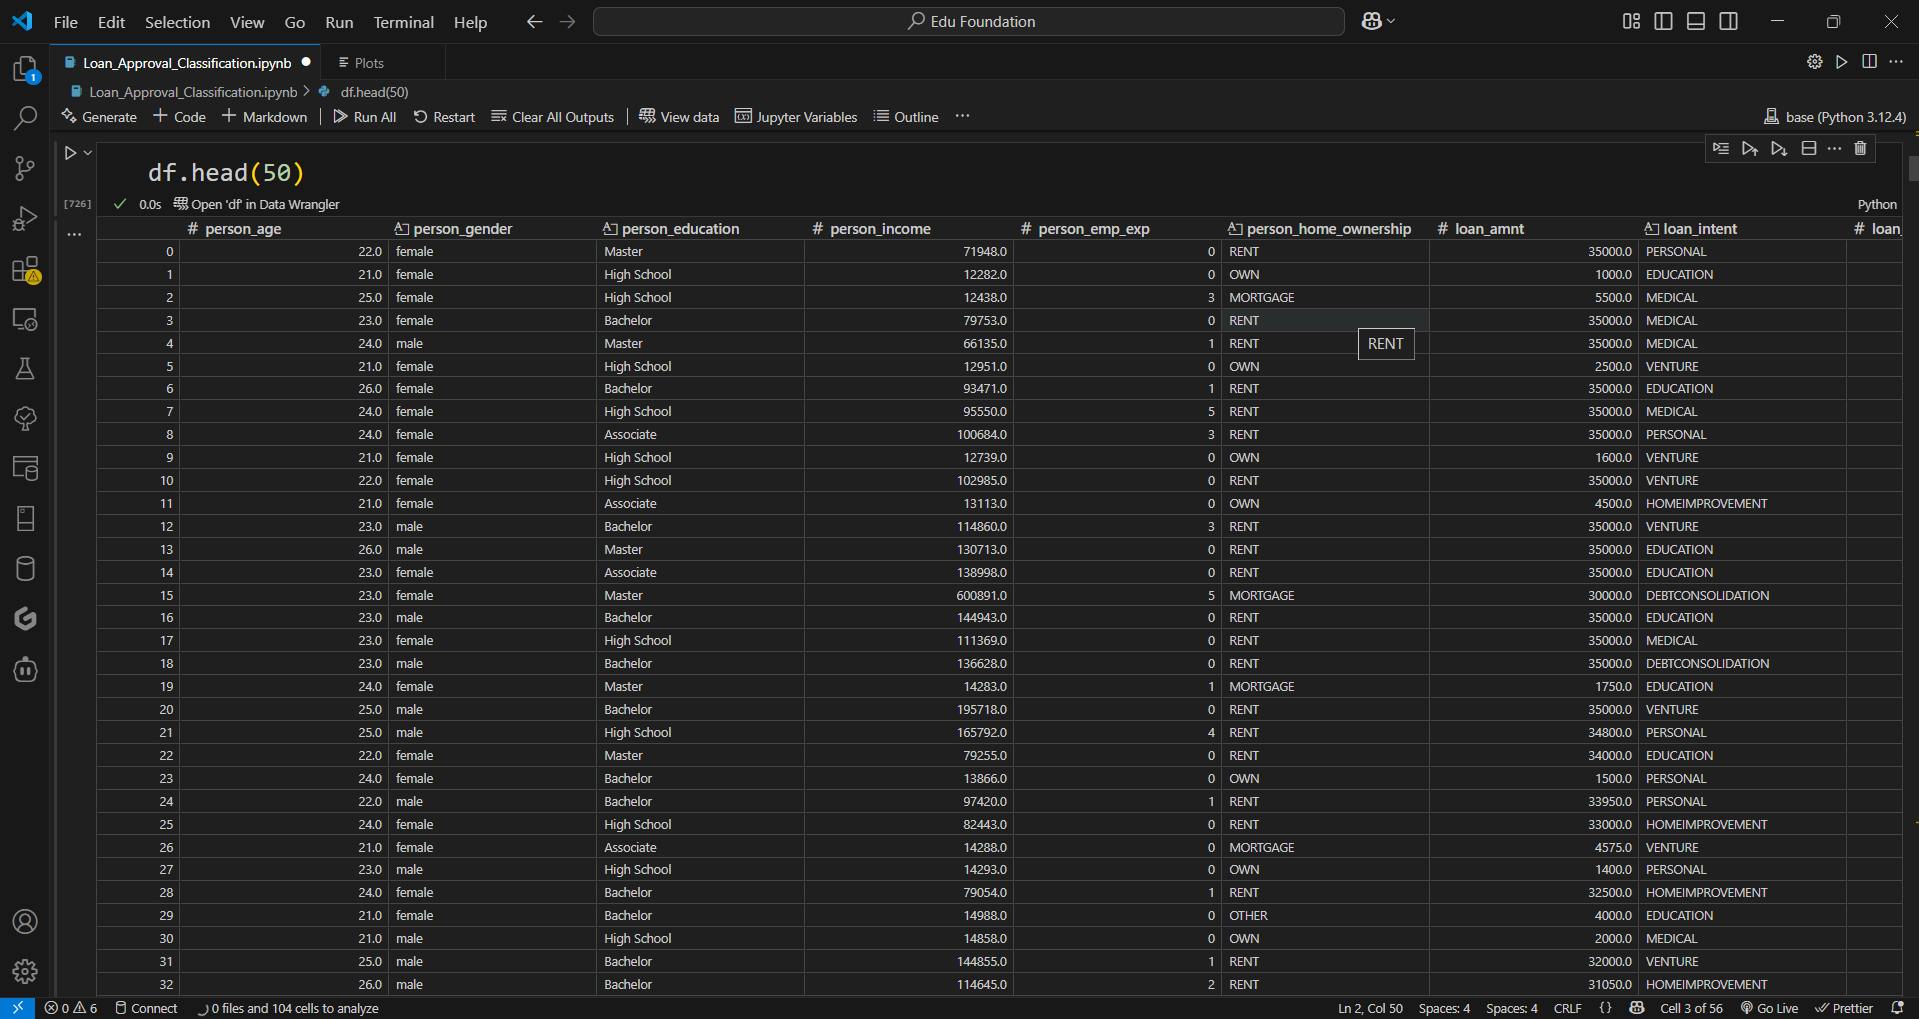 File Edit Selection View Go Run Terminal Help Edu Foundation
Loan_Approval_Classification.ipynb Plots
Loan_Approval_Classification.ipynb df.head(50)
Generate Code Markdown Run All Restart Clear All Outputs View data Jupyter Variables Outline ... base (Python 3.12.4)
df.head(50)
[726] 0.0s Open 'df' in Data Wrangler Python
# person_age person_gender person_education # person_income # person_emp_exp person_home_ownership # loan_amnt loan_intent # loan_
0 22.0 female Master 71948.0 0 RENT 35000.0 PERSONAL
1 21.0 female High School 12282.0 0 OWN 1000.0 EDUCATION
2 25.0 female High School 12438.0 3 MORTGAGE 5500.0 MEDICAL
3 23.0 female Bachelor 79753.0 0 RENT 35000.0 MEDICAL
4 24.0 male Master 66135.0 1 RENT 35000.0 MEDICAL
RENT
5 21.0 female High School 12951.0 0 OWN 2500.0 VENTURE
6 26.0 female Bachelor 93471.0 1 RENT 35000.0 EDUCATION
7 24.0 female High School 95550.0 5 RENT 35000.0 MEDICAL
8 24.0 female Associate 100684.0 3 RENT 35000.0 PERSONAL
9 21.0 female High School 12739.0 0 OWN 1600.0 VENTURE
10 22.0 female High School 102985.0 0 RENT 35000.0 VENTURE
11 21.0 female Associate 13113.0 0 OWN 4500.0 HOMEIMPROVEMENT
12 23.0 male Bachelor 114860.0 3 RENT 35000.0 VENTURE
13 26.0 male Master 130713.0 0 RENT 35000.0 EDUCATION
14 23.0 female Associate 138998.0 0 RENT 35000.0 EDUCATION
15 23.0 female Master 600891.0 5 MORTGAGE 30000.0 DEBTCONSOLIDATION
16 23.0 male Bachelor 144943.0 0 RENT 35000.0 EDUCATION
17 23.0 female High School 111369.0 0 RENT 35000.0 MEDICAL
18 23.0 male Bachelor 136628.0 0 RENT 35000.0 DEBTCONSOLIDATION
19 24.0 female Master 14283.0 1 MORTGAGE 1750.0 EDUCATION
20 25.0 male Bachelor 195718.0 0 RENT 35000.0 VENTURE
21 25.0 male High School 165792.0 4 RENT 34800.0 PERSONAL
22 22.0 female Master 79255.0 0 RENT 34000.0 EDUCATION
23 24.0 female Bachelor 13866.0 0 OWN 1500.0 PERSONAL
24 22.0 male Bachelor 97420.0 1 RENT 33950.0 PERSONAL
25 24.0 female High School 82443.0 0 RENT 33000.0 HOMEIMPROVEMENT
26 21.0 female Associate 14288.0 0 MORTGAGE 4575.0 VENTURE
27 23.0 male High School 14293.0 0 OWN 1400.0 PERSONAL
28 24.0 female Bachelor 79054.0 1 RENT 32500.0 HOMEIMPROVEMENT
29 21.0 female Bachelor 14988.0 0 OTHER 4000.0 EDUCATION
30 21.0 male High School 14858.0 0 OWN 2000.0 MEDICAL
31 25.0 male Bachelor 144855.0 1 RENT 32000.0 VENTURE
32 26.0 male Bachelor 114645.0 2 RENT 31050.0 HOMEIMPROVEMENT
0 6 Connect 0 files and 104 cells to analyze Ln 2, Col 50 Spaces: 4 Spaces: 4 CRLF {} Cell 3 of 56 Go Live Prettier